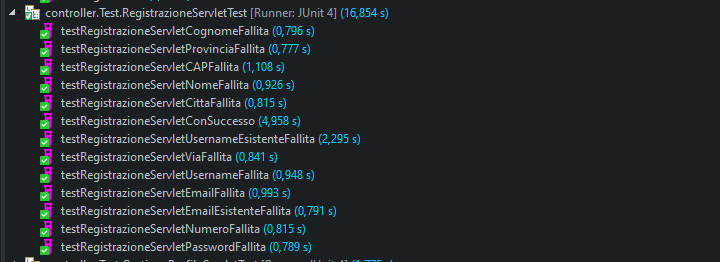 controller.Test.RegistrazioneServletTest [Runner: JUnit 4] (16,854 s)
testRegistrazioneServletCognomeFallita (0,796 s)
testRegistrazioneServletProvinciaFallita (0,777 s)
testRegistrazioneServletCAPFallita (1,108 s)
testRegistrazioneServletNomeFallita (0,926 s)
testRegistrazioneServletCittaFallita (0,815 s)
testRegistrazioneServletConSuccesso (4,958 s)
testRegistrazioneServletUsernameEsistenteFallita (2,295 s)
testRegistrazioneServletViaFallita (0,841 s)
testRegistrazioneServletUsernameFallita (0,948 s)
testRegistrazioneServletEmailFallita (0,993 s)
testRegistrazioneServletEmailEsistenteFallita (0,791 s)
testRegistrazioneServletNumeroFallita (0,815 s)
testRegistrazioneServletPasswordFallita (0,789 s)